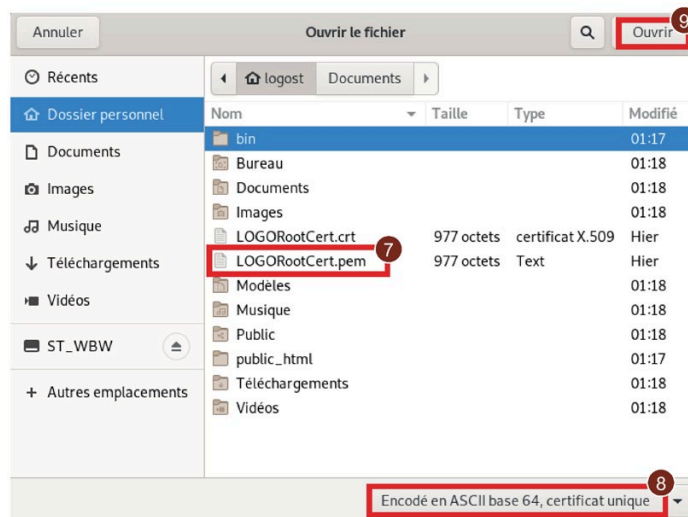 Annuler Ouvrir le fichier Ouvrir 9
Récents
logost Documents
Dossier personnel
Nom Taille Type Modifié
bin 01:17
Documents
Bureau 01:18
Documents 01:18
Images
Images 01:18
Musique
LOGORootCert.crt 977 octets certificat X.509 Hier
7
Téléchargements
LOGORootCert.pem 977 octets Text Hier
Modèles 01:18
Vidéos
Musique 01:18
Public 01:18
ST_WBW
public_html 01:17
Téléchargements 01:18
+ Autres emplacements
Vidéos 01:18
8
Encodé en ASCII base 64, certificat unique